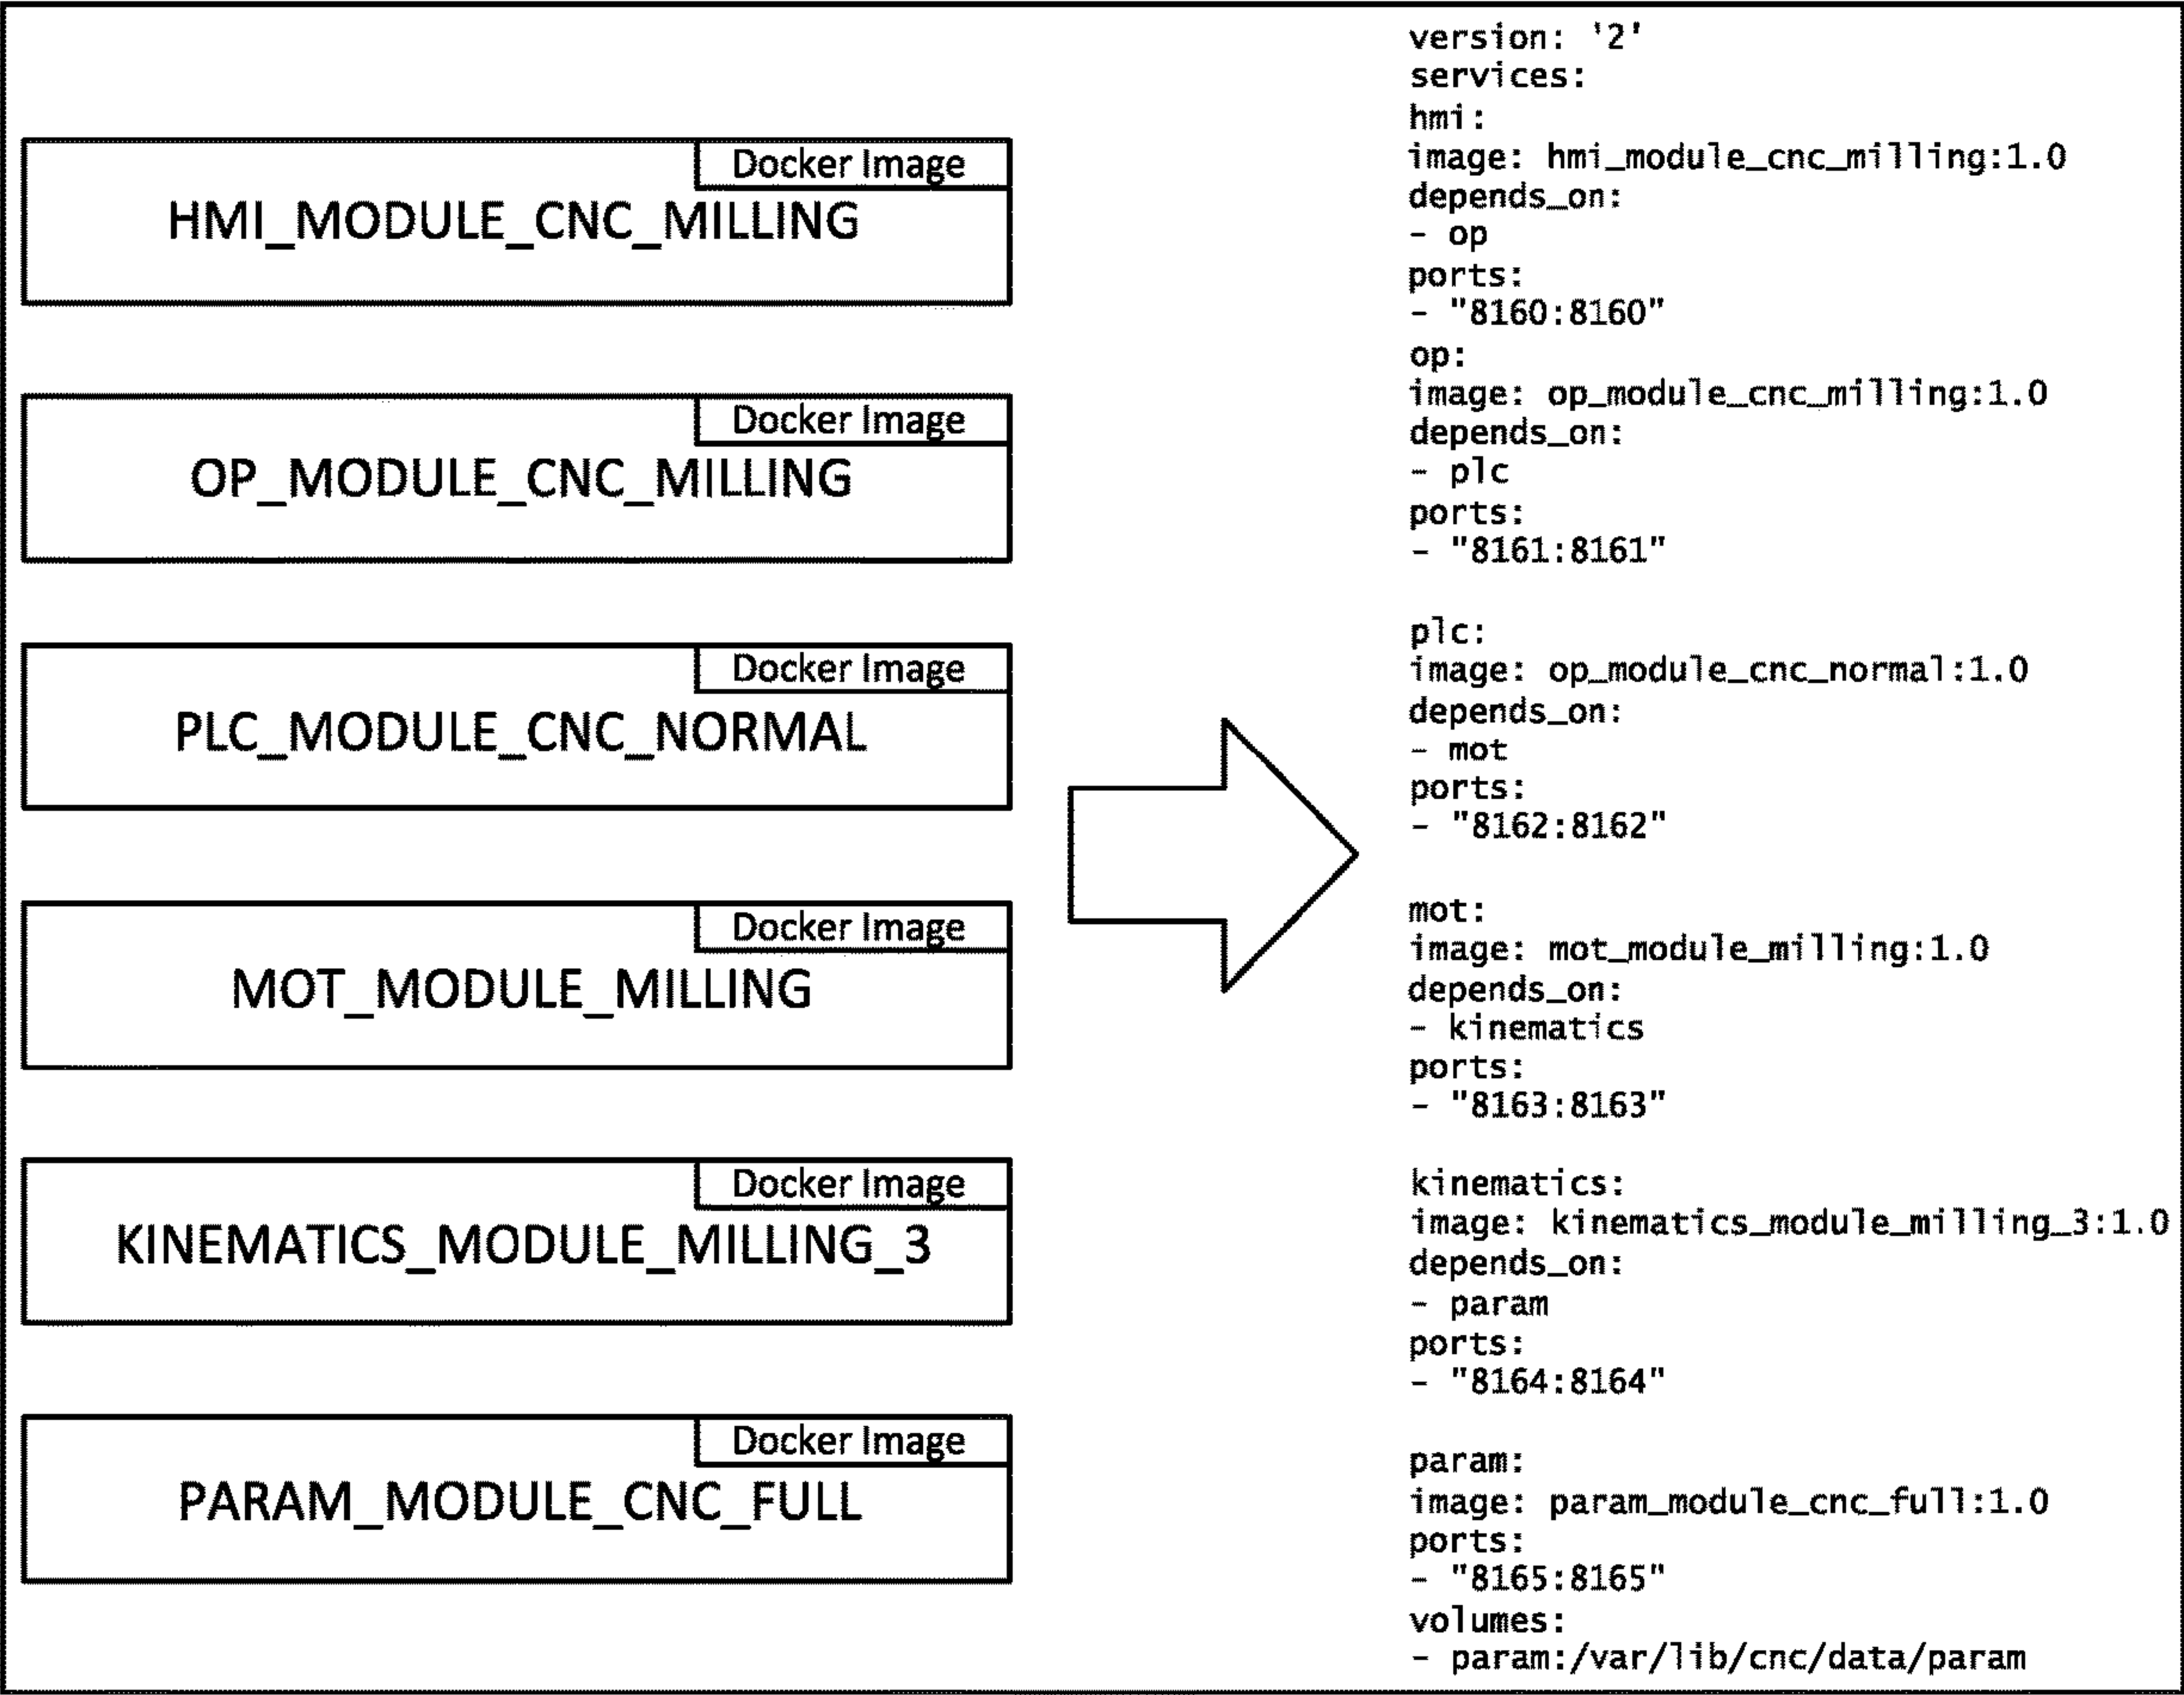 Docker Image
HMI_MODULE_CNC_MILLING
Docker Image
OP_MODULE_CNC_MILLING
Docker Image
PLC_MODULE_CNC_NORMAL
Docker Image
MOT_MODULE_MILLING
Docker Image
KINEMATICS_MODULE_MILLING_3
Docker Image
PARAM_MODULE_CNC_FULL
version: '2'
services:
hmi:
image: hmi_module_cnc_milling:1.0
depends_on:
- op
ports:
- "8160:8160"
op:
image: op_module_cnc_milling:1.0
depends_on:
- plc
ports:
- "8161:8161"
plc:
image: op_module_cnc_normal:1.0
depends_on:
- mot
ports:
- "8162:8162"
mot:
image: mot_module_milling:1.0
depends_on:
- kinematics
ports:
- "8163:8163"
kinematics:
image: kinematics_module_milling_3:1.0
depends_on:
- param
ports:
- "8164:8164"
param:
image: param_module_cnc_full:1.0
ports:
- "8165:8165"
volumes:
- param:/var/lib/cnc/data/param